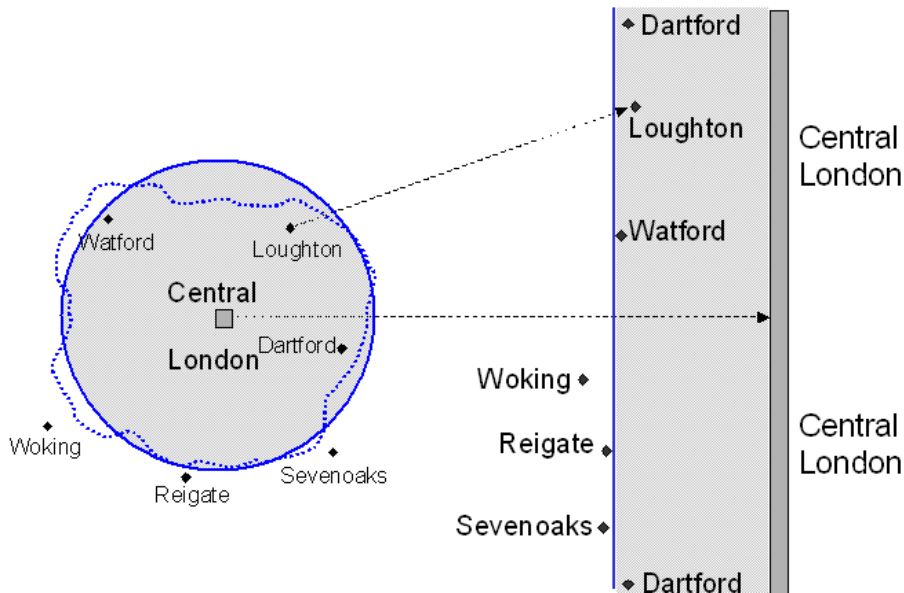 Watford
Loughton
Central
London
Dartford
Woking
Reigate
Sevenoaks
Dartford
Loughton
Central
London
Watford
Woking
Reigate
Central
London
Sevenoaks
Dartford